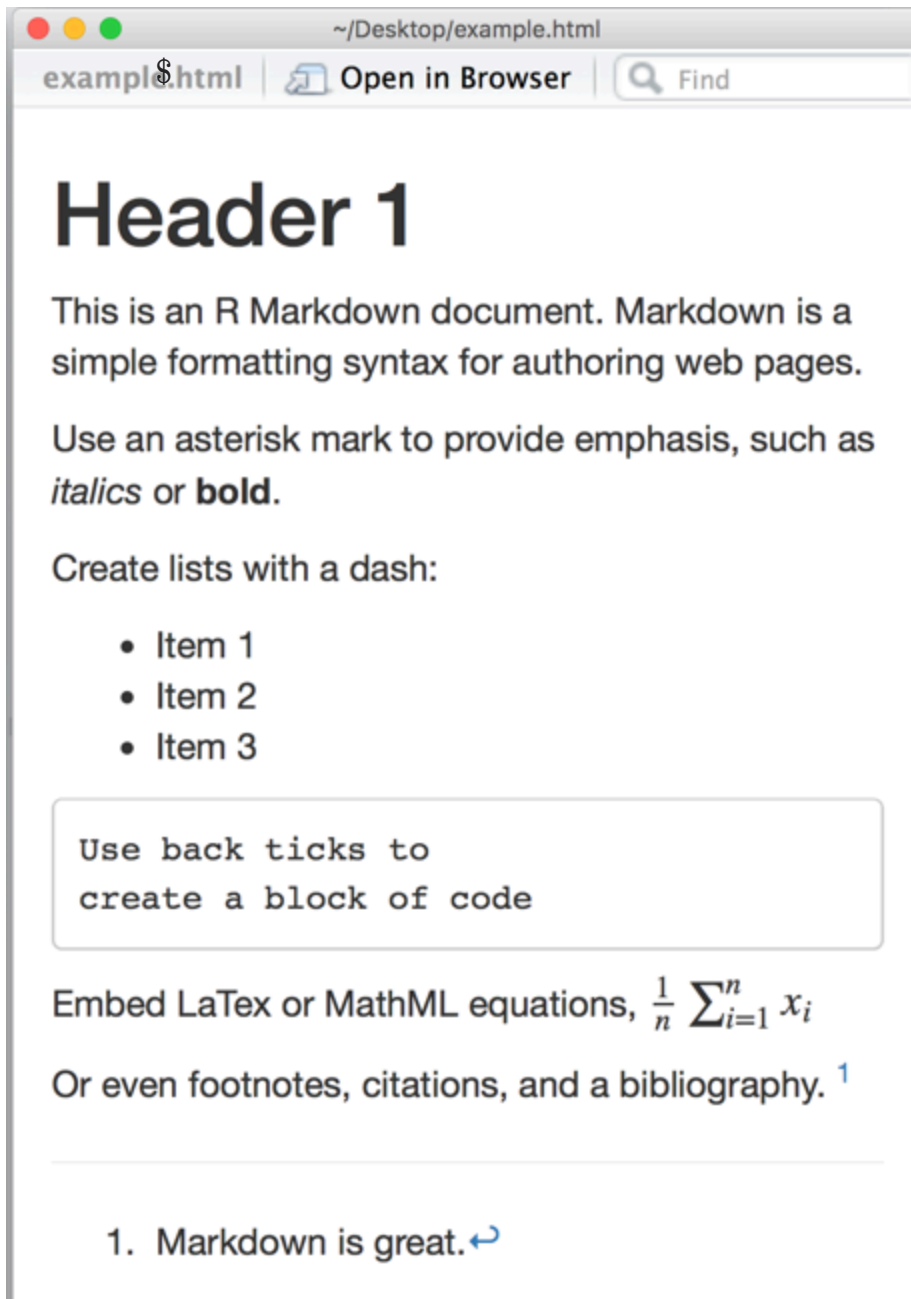 ~/Desktop/example.html
example.html
$
Open in Browser
Find
Header 1
This is an R Markdown document. Markdown is a
simple formatting syntax for authoring web pages.
Use an asterisk mark to provide emphasis, such as
italics or bold.
Create lists with a dash:
• Item 1
• Item 2
• Item 3
Use back ticks to
create a block of code
Embed LaTex or MathML equations, $\frac{1}{n} \sum_{i=1}^{n} x_i$
Or even footnotes, citations, and a bibliography. 1
1. Markdown is great.↩